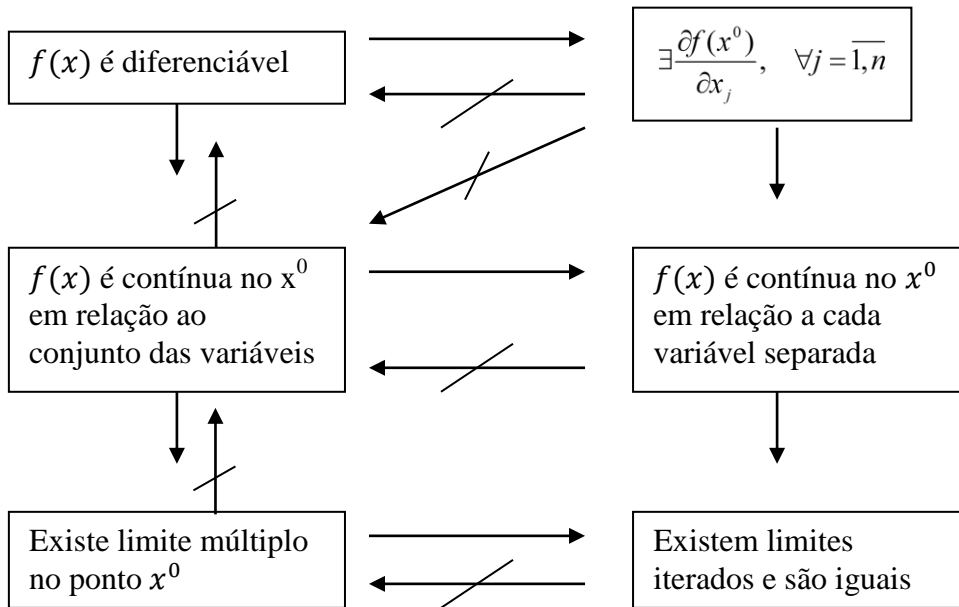 f(x) é diferenciável
∃ ∂f(x⁰)/∂xⱼ, ∀j = \overline{1,n}
f(x) é contínua no x⁰
em relação ao
conjunto das variáveis
f(x) é contínua no x⁰
em relação a cada
variável separada
Existe limite múltiplo
no ponto x⁰
Existem limites
iterados e são iguais